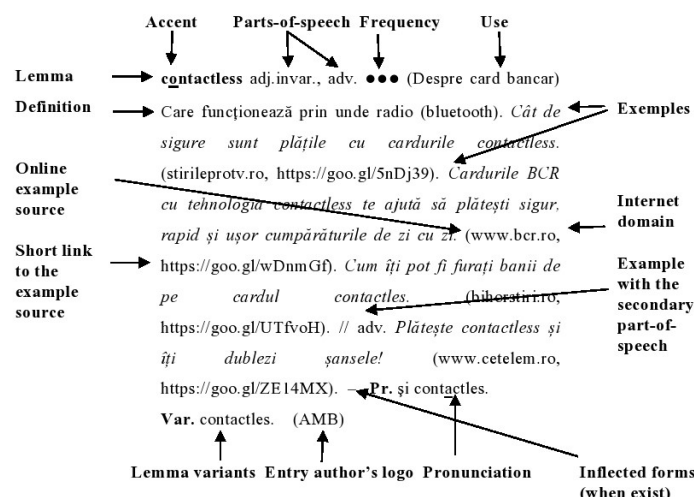 Accent Parts-of-speech Frequency Use
Lemma contactless adj.invar., adv. ●●● (Despre card bancar)
Definition Care funcționează prin unde radio (bluetooth). Cât de Exemples
sigure sunt plățile cu cardurile contactless.
(stirileprotv.ro, https://goo.gl/5nDj39). Cardurile BCR
Online
example
source
cu tehnologia contactless te ajută să plătești sigur,
rapid și ușor cumpărăturile de zi cu zi. (www.bcr.ro,
Internet
domain
Short link
to the
example
source
https://goo.gl/wDnmGf). Cum îți pot fi furați banii de
pe cardul contactles. (bihorstiri.ro,
https://goo.gl/UTfvoH). // adv. Plătește contactless și
îți dublezi șansele! (www.cetelem.ro,
Example
with the
secondary
part-of-
speech
https://goo.gl/ZE14MX). – Pr. și contactles.
Var. contactles. (AMB)
Lemma variants Entry author's logo Pronunciation Inflected forms
(when exist)